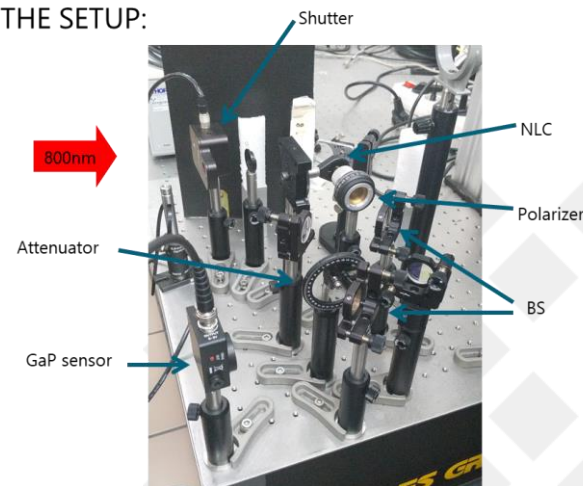 THE SETUP:
Shutter
800nm
NLC
Polarizer
Attenuator
BS
GaP sensor